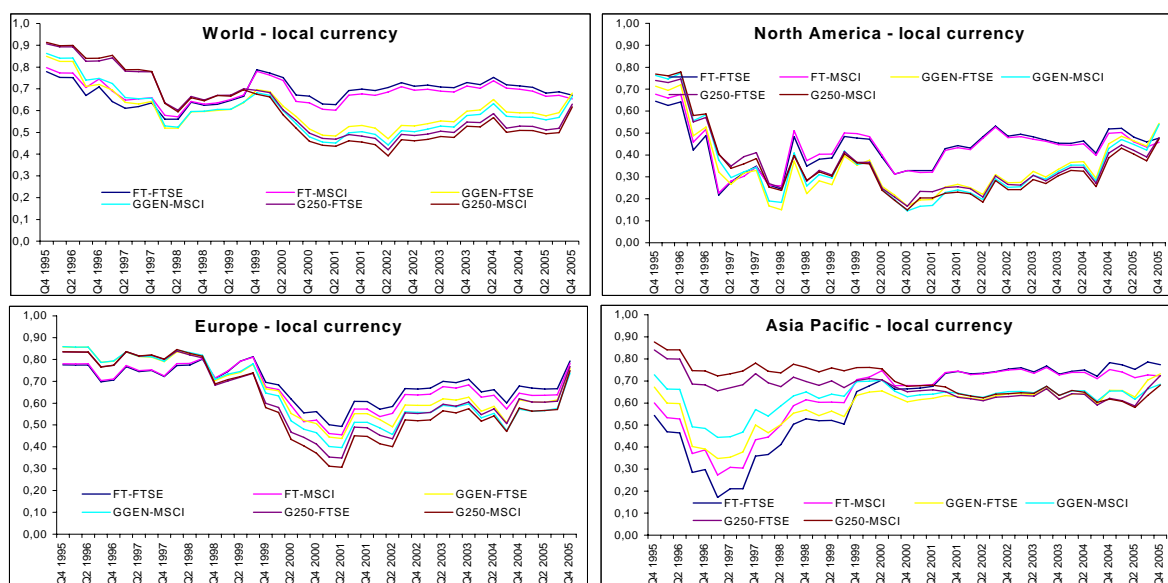 World - local currency
1,0
0,9
0,8
0,7
0,6
0,5
0,4
0,3
0,2
0,1
0,0
FT-FTSE FT-MSCI GGEN-FTSE
GGEN-MSCI G250-FTSE G250-MSCI
Q4 1995
Q2 1996
Q4 1996
Q2 1997
Q4 1997
Q2 1998
Q4 1998
Q2 1999
Q4 1999
Q2 2000
Q4 2000
Q2 2001
Q4 2001
Q2 2002
Q4 2002
Q2 2003
Q4 2003
Q2 2004
Q4 2004
Q2 2005
Q4 2005
North America - local currency
1,00
0,90
0,80
0,70
0,60
0,50
0,40
0,30
0,20
0,10
0,00
FT-FTSE FT-MSCI GGEN-FTSE GGEN-MSCI
G250-FTSE G250-MSCI
Q4 1995
Q2 1996
Q4 1996
Q2 1997
Q4 1997
Q2 1998
Q4 1998
Q2 1999
Q4 1999
Q2 2000
Q4 2000
Q2 2001
Q4 2001
Q2 2002
Q4 2002
Q2 2003
Q4 2003
Q2 2004
Q4 2004
Q2 2005
Q4 2005
Europe - local currency
1,00
0,90
0,80
0,70
0,60
0,50
0,40
0,30
0,20
0,10
0,00
FT-FTSE FT-MSCI GGEN-FTSE
GGEN-MSCI G250-FTSE G250-MSCI
Q4 1995
Q2 1996
Q4 1996
Q2 1997
Q4 1997
Q2 1998
Q4 1998
Q2 1999
Q4 1999
Q2 2000
Q4 2000
Q2 2001
Q4 2001
Q2 2002
Q4 2002
Q2 2003
Q4 2003
Q2 2004
Q4 2004
Q2 2005
Q4 2005
Asia Pacific - local currency
1,00
0,90
0,80
0,70
0,60
0,50
0,40
0,30
0,20
0,10
0,00
FT-FTSE FT-MSCI GGEN-FTSE GGEN-MSCI
G250-FTSE G250-MSCI
Q4 1995
Q2 1996
Q4 1996
Q2 1997
Q4 1997
Q2 1998
Q4 1998
Q2 1999
Q4 1999
Q2 2000
Q4 2000
Q2 2001
Q4 2001
Q2 2002
Q4 2002
Q2 2003
Q4 2003
Q2 2004
Q4 2004
Q2 2005
Q4 2005